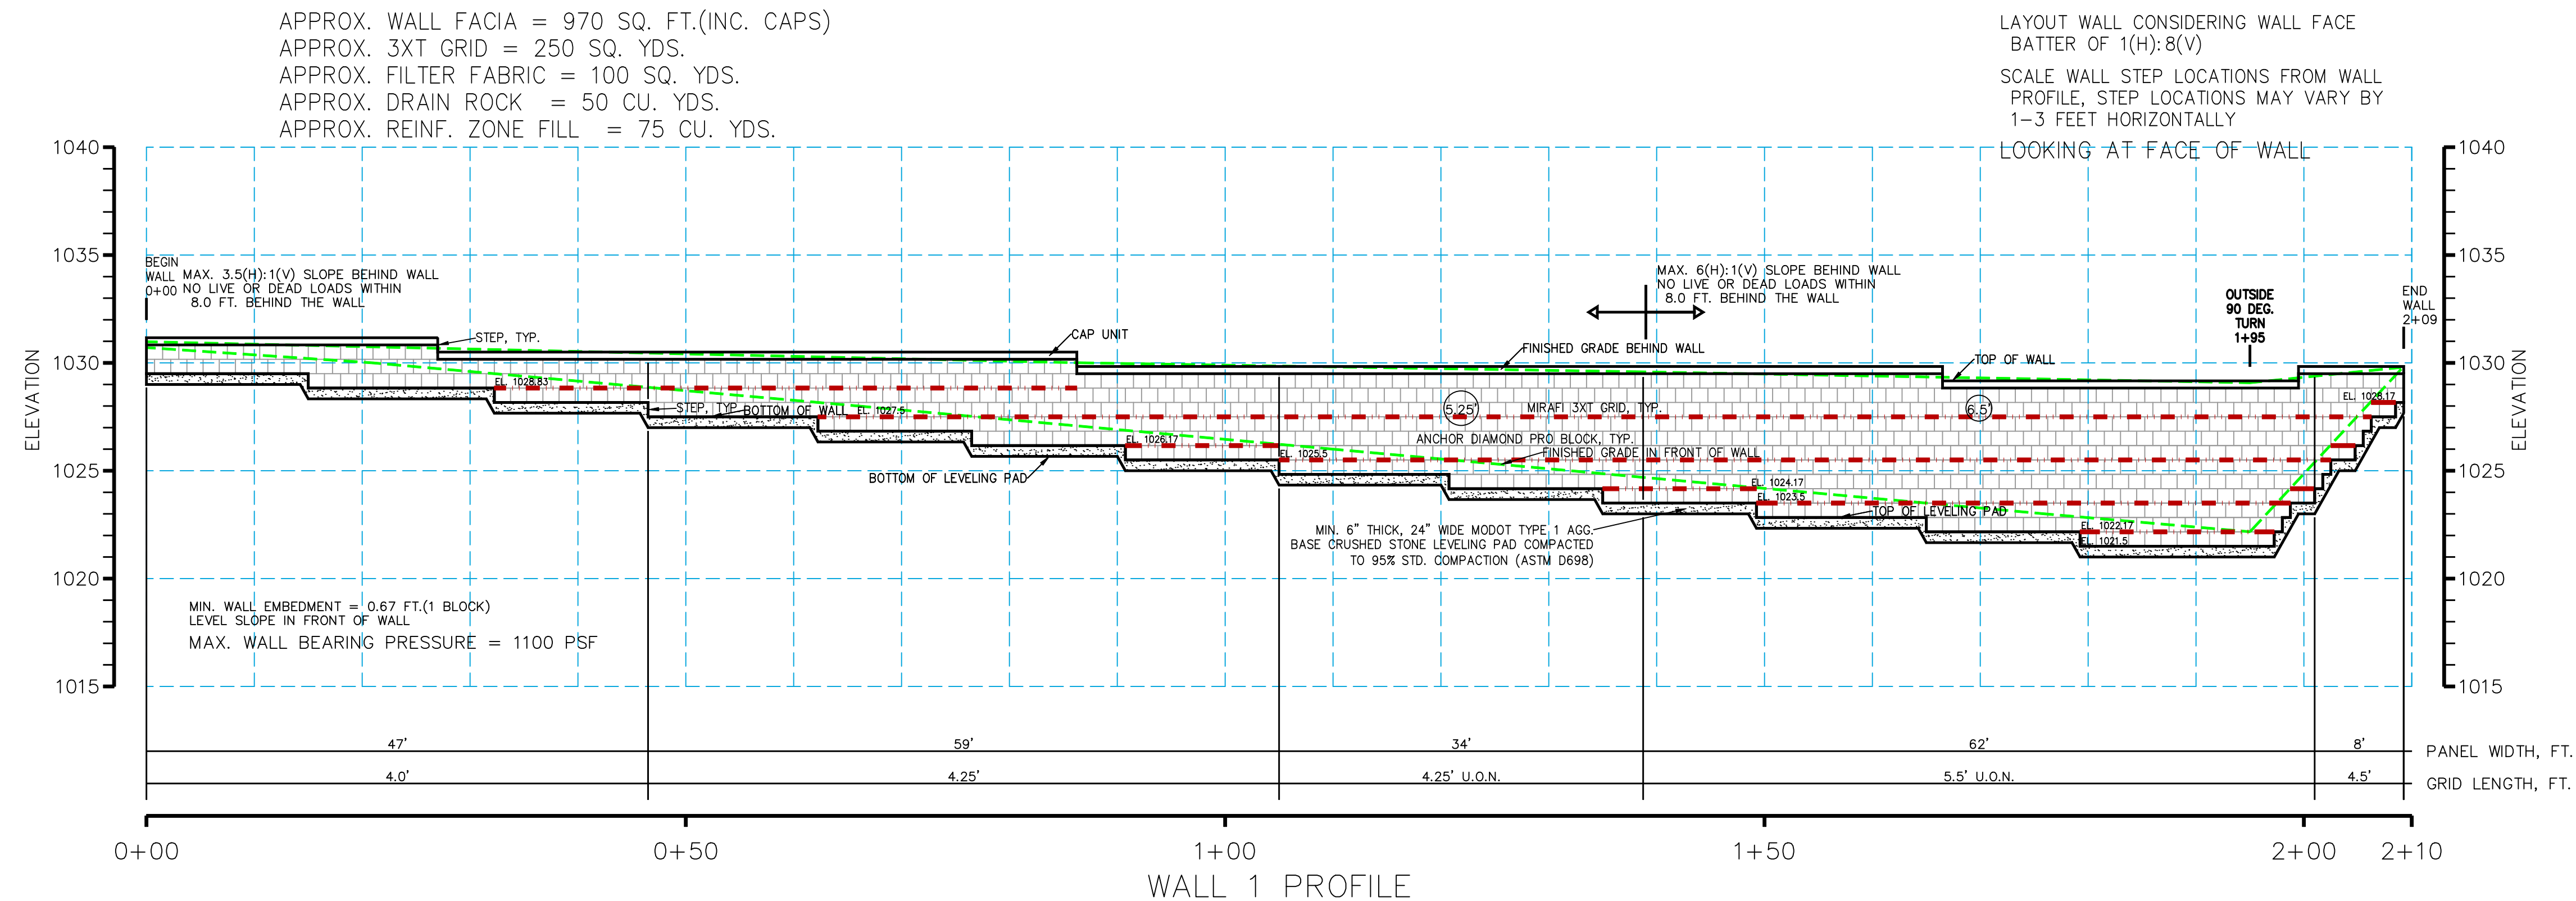 APPROX. WALL FACIA = 970 SQ. FT.(INC. CAPS)
APPROX. 3XT GRID = 250 SQ. YDS.
APPROX. FILTER FABRIC = 100 SQ. YDS.
APPROX. DRAIN ROCK = 50 CU. YDS.
APPROX. REINF. ZONE FILL = 75 CU. YDS.
LAYOUT WALL CONSIDERING WALL FACE
BATTER OF 1(H):8(V)
SCALE WALL STEP LOCATIONS FROM WALL
PROFILE, STEP LOCATIONS MAY VARY BY
1-3 FEET HORIZONTALLY
LOOKING AT FACE OF WALL
1040
1035
1030
1025
1020
1015
ELEVATION
1040
1035
1030
1025
1020
1015
ELEVATION
BEGIN
WALL
0+00
MAX. 3.5(H):1(V) SLOPE BEHIND WALL
NO LIVE OR DEAD LOADS WITHIN
8.0 FT. BEHIND THE WALL
MAX. 6(H):1(V) SLOPE BEHIND WALL
NO LIVE OR DEAD LOADS WITHIN
8.0 FT. BEHIND THE WALL
OUTSIDE
90 DEG.
TURN
1+95
END
WALL
2+09
STEP, TYP.
CAP UNIT
FINISHED GRADE BEHIND WALL
TOP OF WALL
EL. 1028.83
EL. 1028.17
STEP, TYP.
BOTTOM OF WALL
EL. 1027.5
5.25'
MIRAFI 3XT GRID, TYP.
6.5'
EL. 1026.17
ANCHOR DIAMOND PRO BLOCK, TYP.
EL. 1025.5
FINISHED GRADE IN FRONT OF WALL
BOTTOM OF LEVELING PAD
EL. 1024.17
EL. 1023.5
TOP OF LEVELING PAD
EL. 1022.17
EL. 1021.5
MIN. 6" THICK, 24" WIDE MODOT TYPE 1 AGG.
BASE CRUSHED STONE LEVELING PAD COMPACTED
TO 95% STD. COMPACTION (ASTM D698)
MIN. WALL EMBEDMENT = 0.67 FT.(1 BLOCK)
LEVEL SLOPE IN FRONT OF WALL
MAX. WALL BEARING PRESSURE = 1100 PSF
47' 59' 34' 62' 8' PANEL WIDTH, FT.
4.0' 4.25' 4.25' U.O.N. 5.5' U.O.N. 4.5' GRID LENGTH, FT.
0+00 0+50 1+00 1+50 2+00 2+10
WALL 1 PROFILE